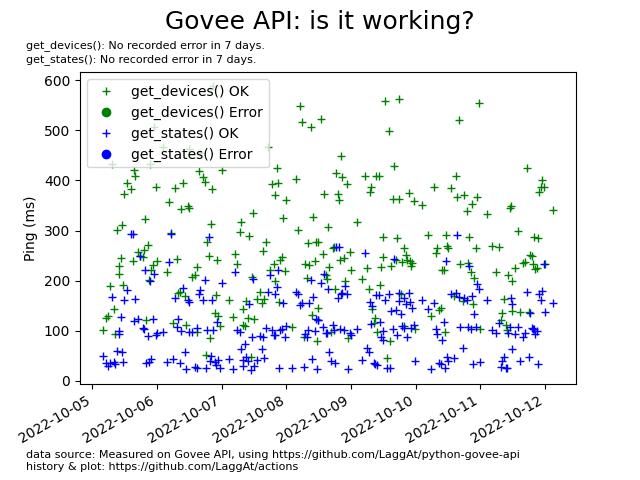 Govee API: is it working?
get_devices(): No recorded error in 7 days.
get_states(): No recorded error in 7 days.
600
500
400
300
200
100
0
Ping (ms)
get_devices() OK
get_devices() Error
get_states() OK
get_states() Error
2022-10-05
2022-10-06
2022-10-07
2022-10-08
2022-10-09
2022-10-10
2022-10-11
2022-10-12
data source: Measured on Govee API, using https://github.com/LaggAt/python-govee-api
history & plot: https://github.com/LaggAt/actions